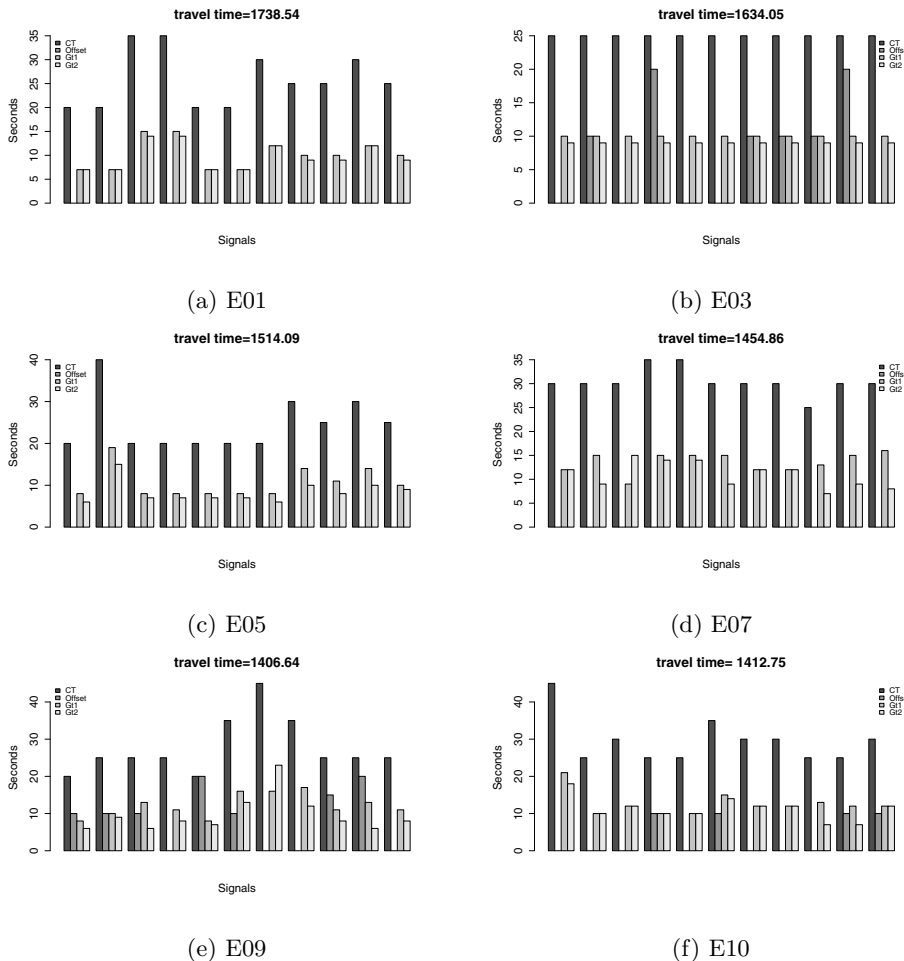 travel time=1738.54
Seconds
0 5 10 15 20 25 30 35
CT
Offset
Gt1
Gt2
Signals
(a) E01
travel time=1634.05
Seconds
0 5 10 15 20 25
CT
Offs
Gt1
Gt2
Signals
(b) E03
travel time=1514.09
Seconds
0 10 20 30 40
CT
Offset
Gt1
Gt2
Signals
(c) E05
travel time=1454.86
Seconds
0 5 10 15 20 25 30 35
CT
Offs
Gt1
Gt2
Signals
(d) E07
travel time=1406.64
Seconds
0 10 20 30 40
CT
Offset
Gt1
Gt2
Signals
(e) E09
travel time= 1412.75
Seconds
0 10 20 30 40
CT
Offs
Gt1
Gt2
(f) E10